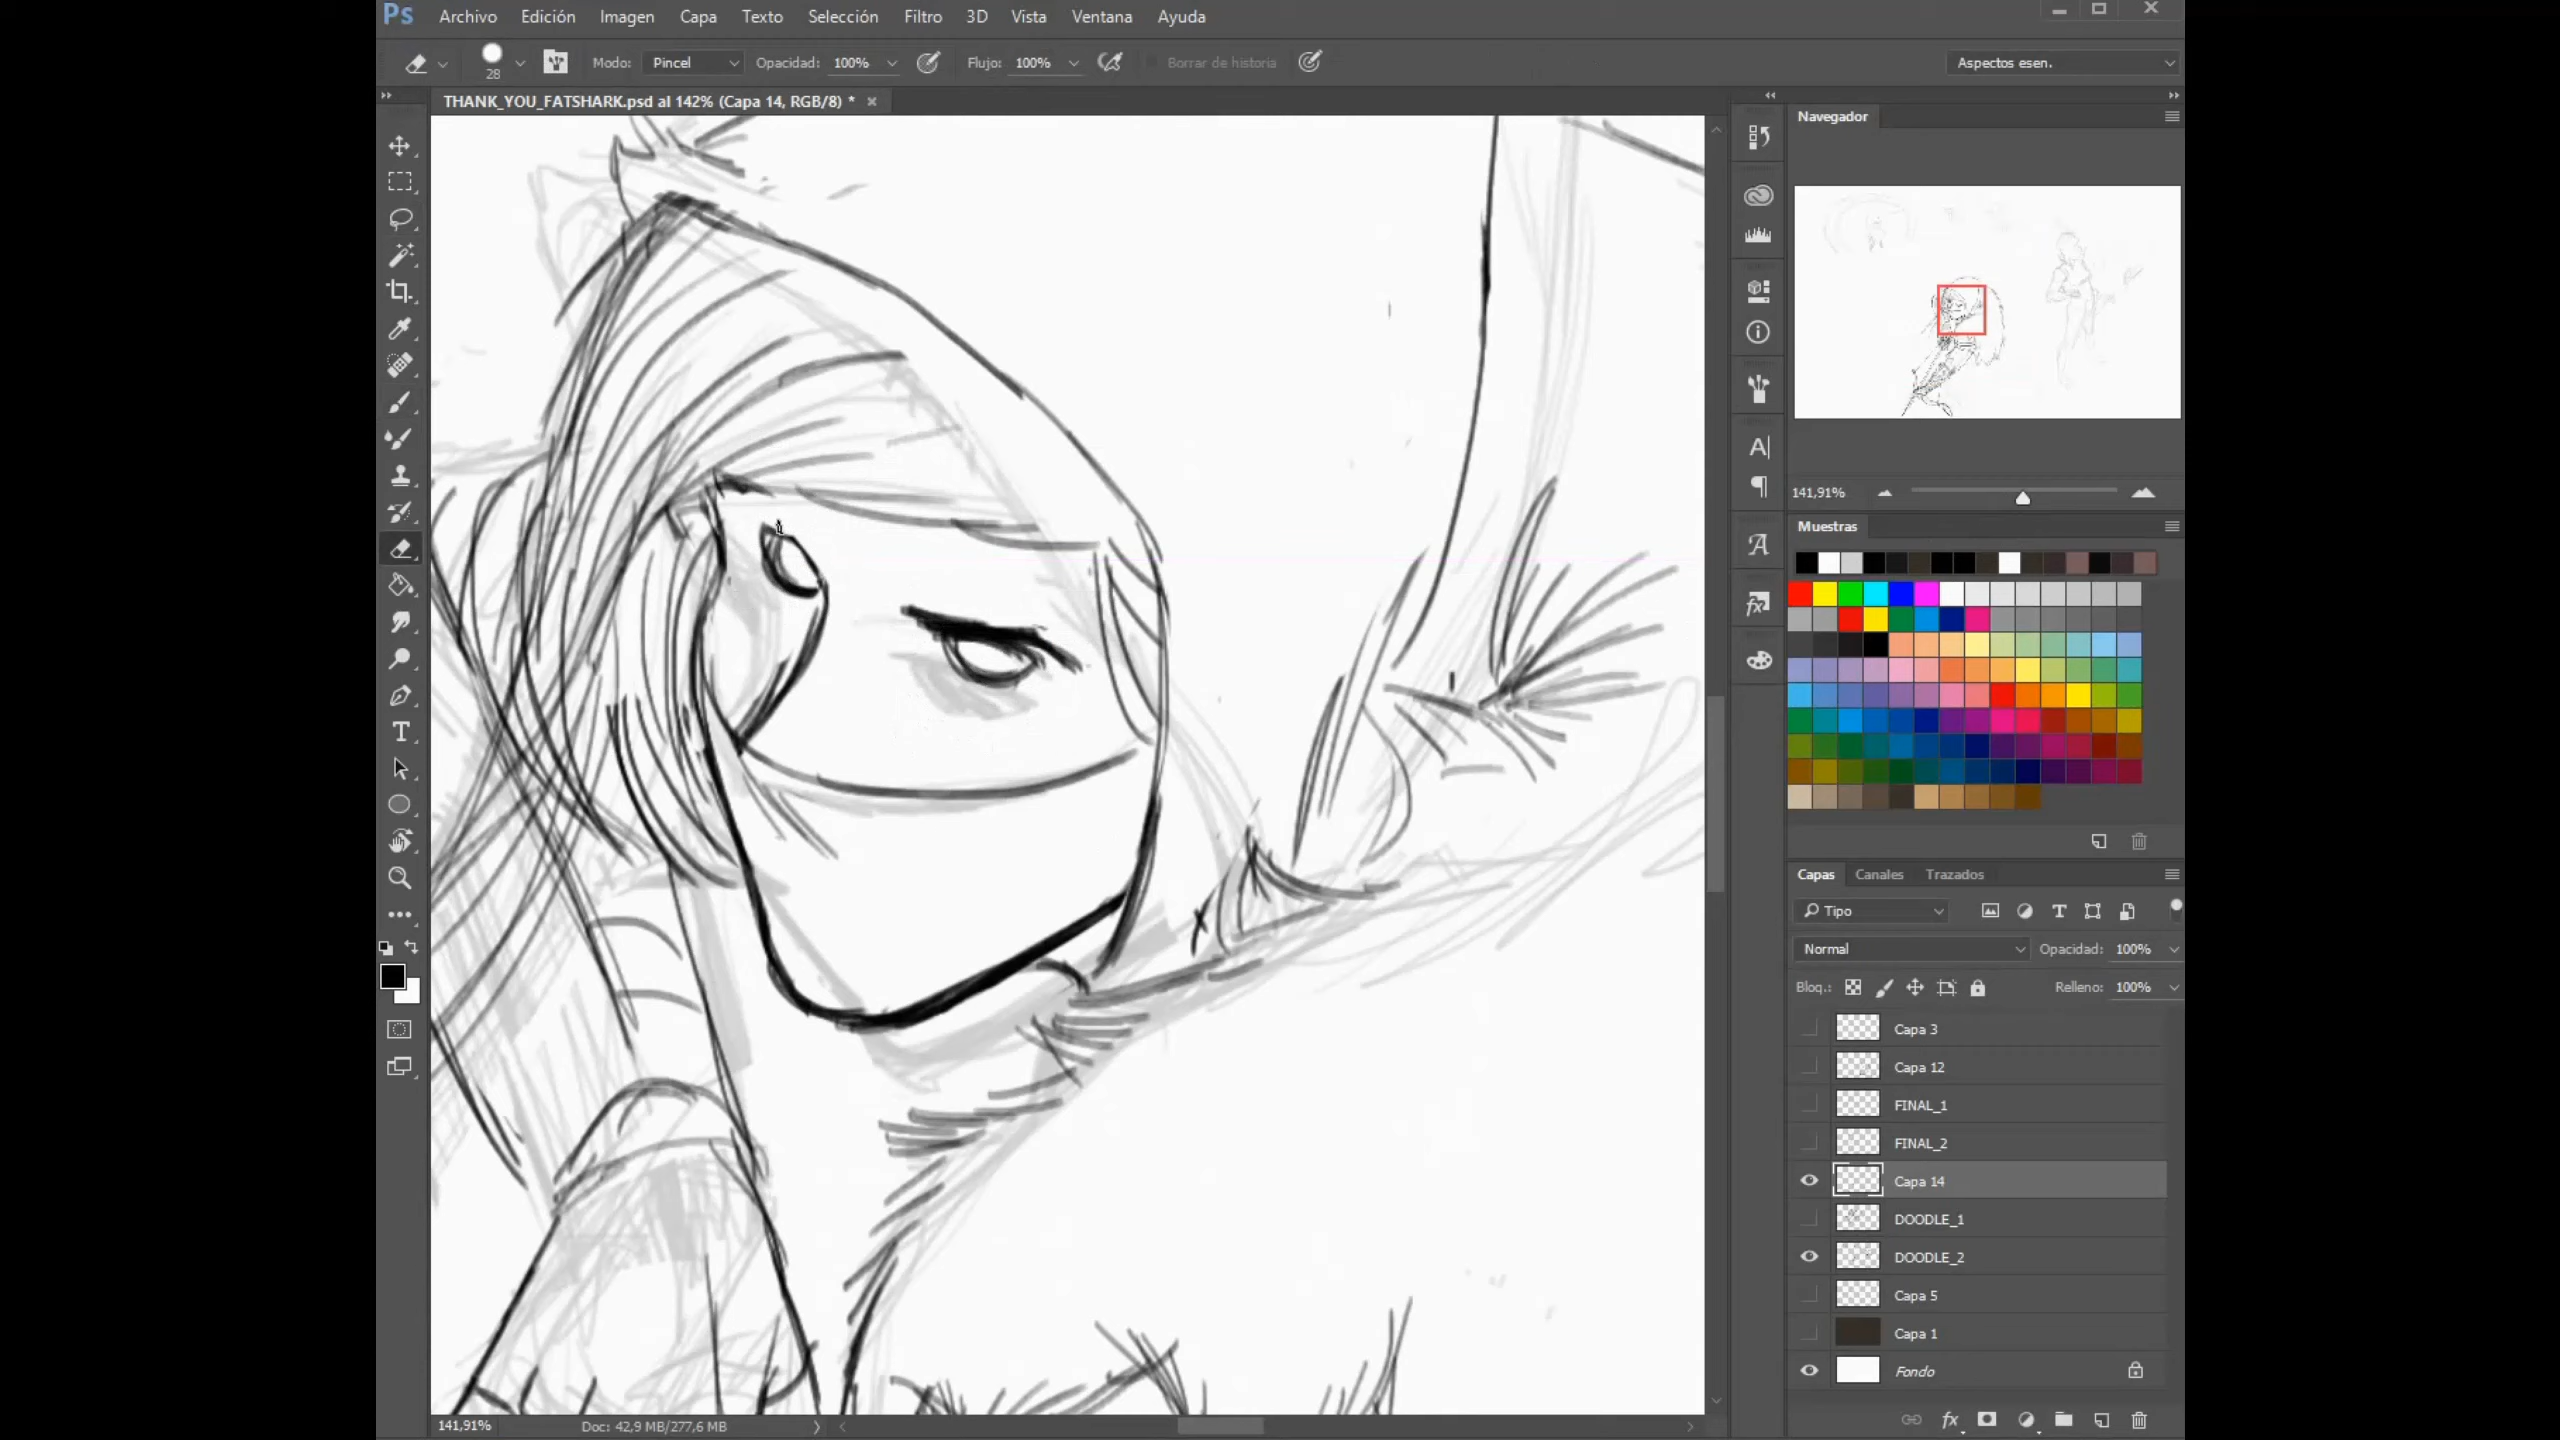 Ps Archivo Edición Imagen Capa Texto Selección Filtro 3D Vista Ventana Ayuda
28 Modo: Pincel Opacidad: 100% Flujo: 100% Borrar de historia Aspectos esen.
THANK_YOU_FATSHARK.psd al 142% (Capa 14, RGB/8) *
Navegador
141,91%
Muestras
Capas Canales Trazados
Tipo
Normal Opacidad: 100%
Bloq.: Relleno: 100%
Capa 3
Capa 12
FINAL_1
FINAL_2
Capa 14
DOODLE_1
DOODLE_2
Capa 5
Capa 1
Fondo
141,91% Doc: 42,9 MB/277,6 MB